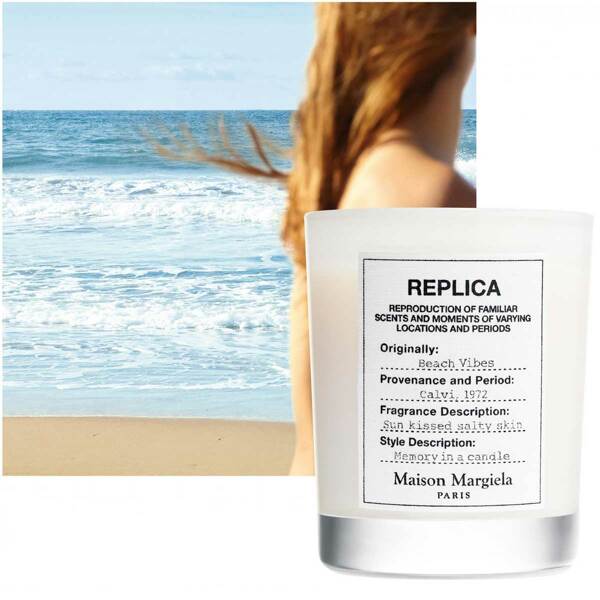 REPLICA
REPRODUCTION OF FAMILIAR
SCENTS AND MOMENTS OF VARYING
LOCATIONS AND PERIODS
Originally:
Beach Vibes
Provenance and Period:
Calvi, 1972
Fragrance Description:
Sun kissed salty skin
Style Description:
Memory in a candle
Maison Margiela
PARIS